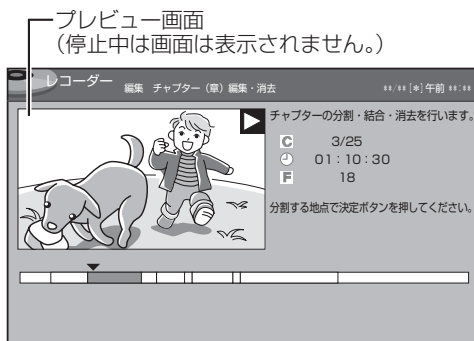 プレビュー画面
（停止中は画面は表示されません。）
レコーダー 編集 チャプター（章）編集・消去 **/**[*]午前 **:**
チャプターの分割・結合・消去を行います。
C 3/25
01:10:30
F 18
分割する地点で決定ボタンを押してください。